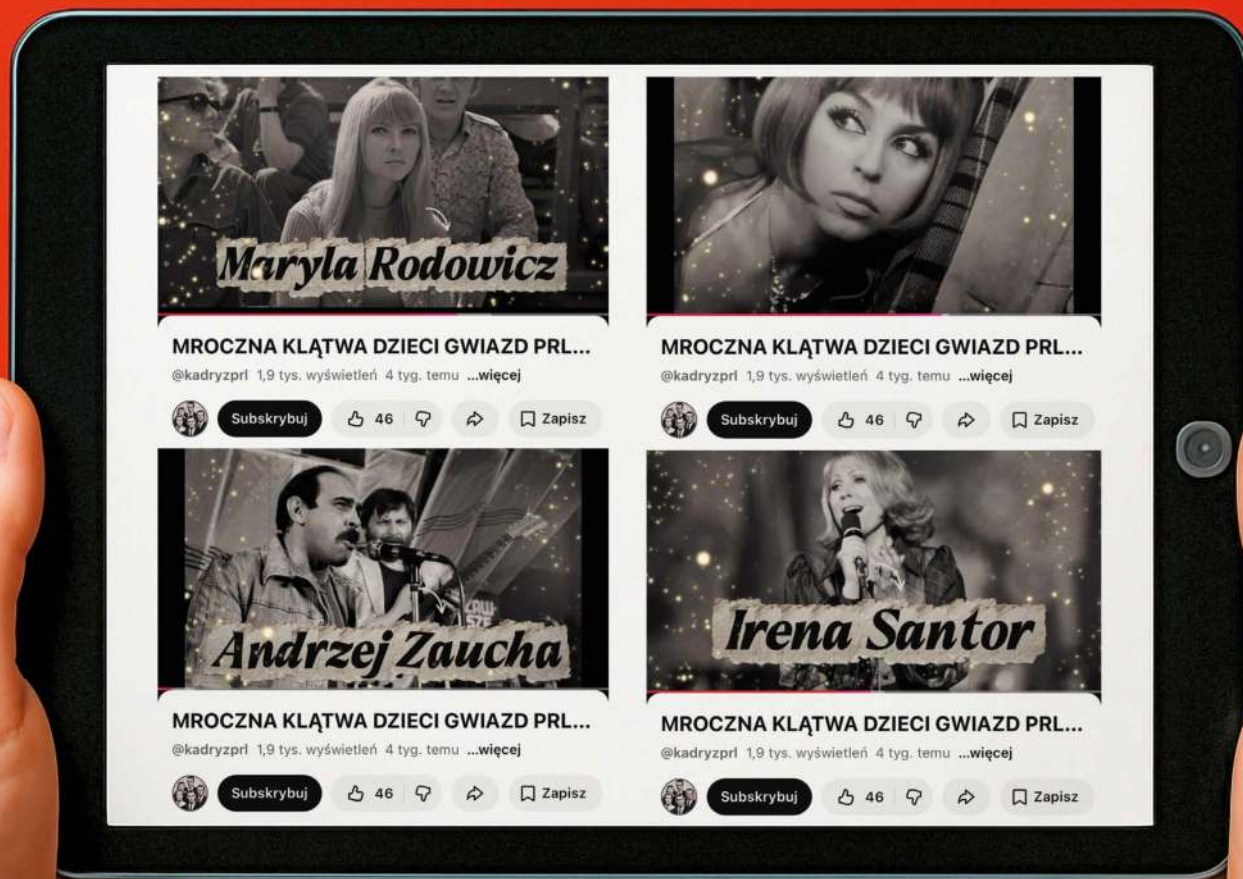 Maryla Rodowicz
MROCZNA KLĄTWA DZIECI GWIAZD PRL...
@kadryzprl 1,9 tys. wyświetleń 4 tyg. temu ...więcej
Subskrybuj 46 Zapisz
MROCZNA KLĄTWA DZIECI GWIAZD PRL...
@kadryzprl 1,9 tys. wyświetleń 4 tyg. temu ...więcej
Subskrybuj 46 Zapisz
Andrzej Zaucha
MROCZNA KLĄTWA DZIECI GWIAZD PRL...
@kadryzprl 1,9 tys. wyświetleń 4 tyg. temu ...więcej
Subskrybuj 46 Zapisz
Irena Santor
MROCZNA KLĄTWA DZIECI GWIAZD PRL...
@kadryzprl 1,9 tys. wyświetleń 4 tyg. temu ...więcej
Subskrybuj 46 Zapisz